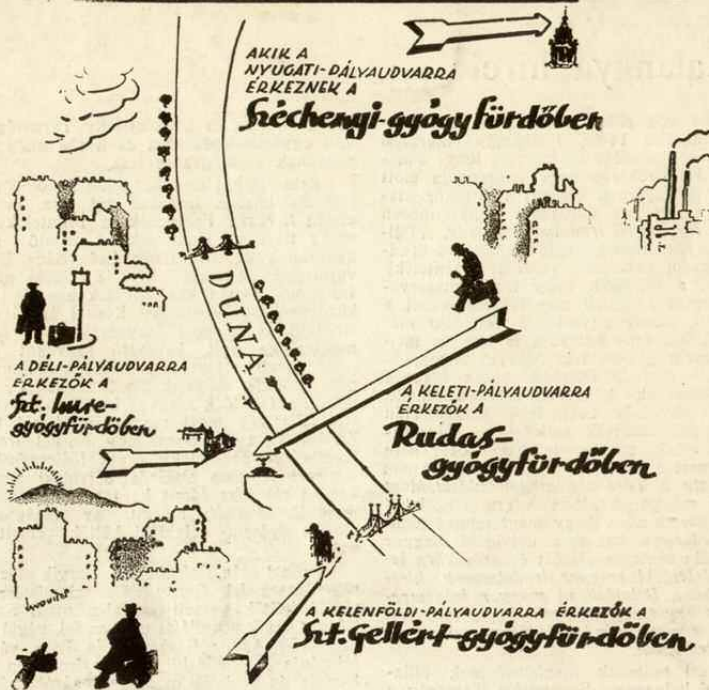 AKIK A
NYUGATI-PÁLYAUDVARRA
ÉRKEZNEK A
Széchenyi-gyógyfürdőben
DUNA
A DÉLI-PÁLYAUDVARRA
ÉRKEZŐK A
Szt. Imre-
gyógyfürdőben
A KELETI-PÁLYAUDVARRA
ÉRKEZŐK A
Rudas-
gyógyfürdőben
A KELENFÖLDI-PÁLYAUDVARRA ÉRKEZŐK A
Szt. Gellért-gyógyfürdőben